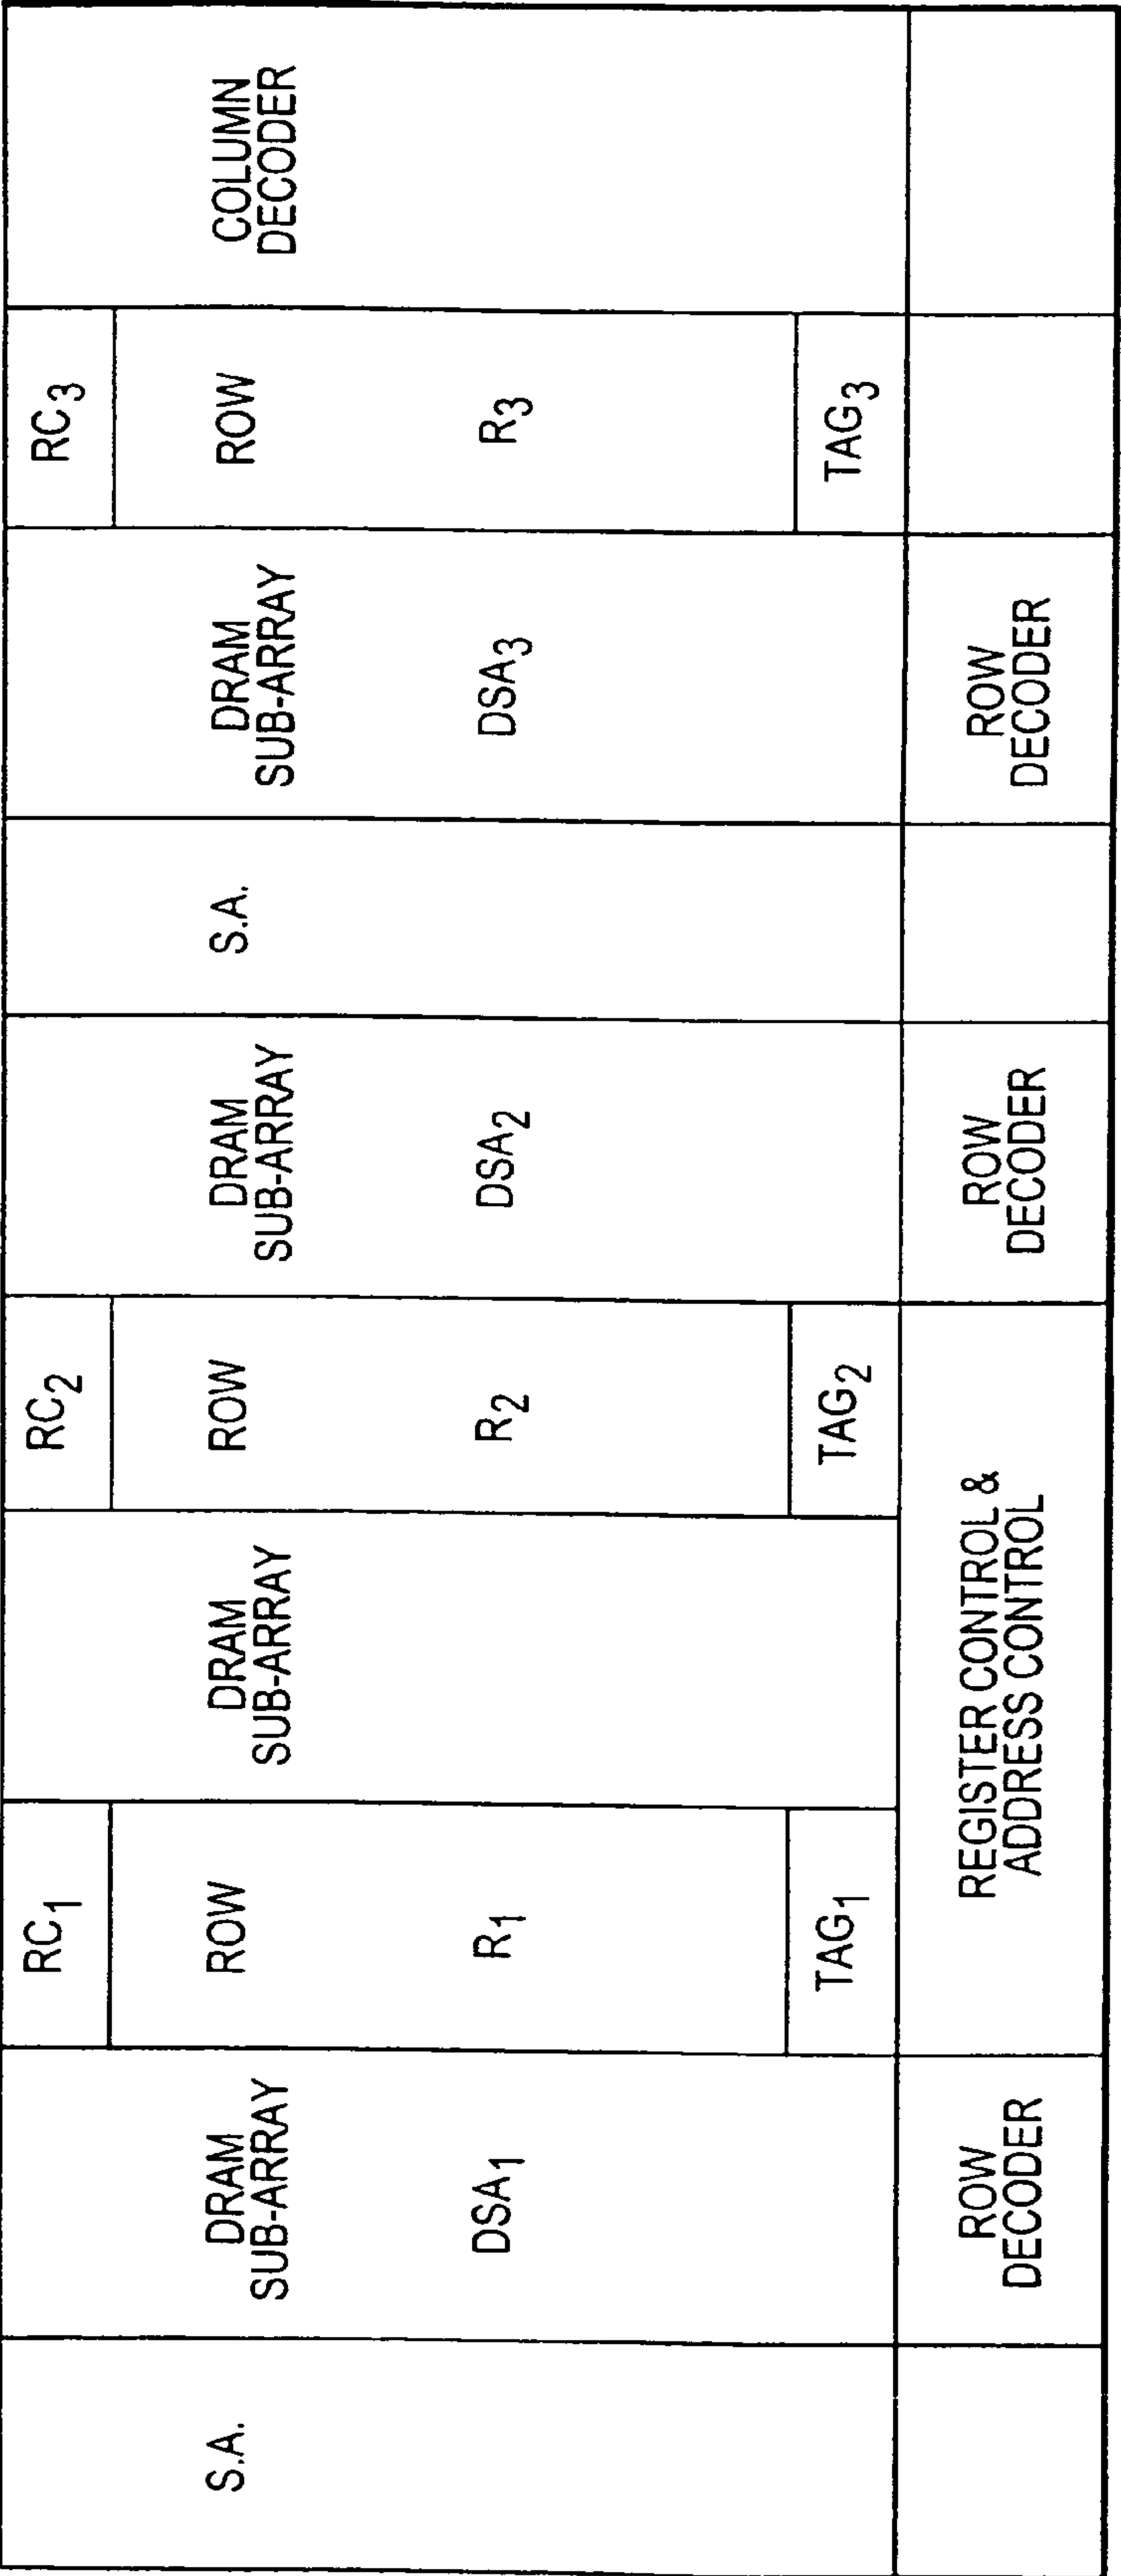 S.A.
DRAM
SUB-ARRAY
DSA₁
ROW
DECODER
RC₁
ROW
R₁
TAG₁
DRAM
SUB-ARRAY
REGISTER CONTROL &
ADDRESS CONTROL
RC₂
ROW
R₂
TAG₂
DRAM
SUB-ARRAY
DSA₂
ROW
DECODER
S.A.
DRAM
SUB-ARRAY
DSA₃
ROW
DECODER
RC₃
ROW
R₃
TAG₃
COLUMN
DECODER